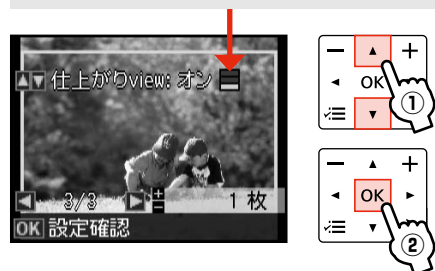 ▲▼仕上がりview: オン
◀ 3/3 ▶ +− 1 枚
OK 設定確認
− ▲ +
◀ OK
▼
①
− ▲ +
◀ OK ▶
▼
②